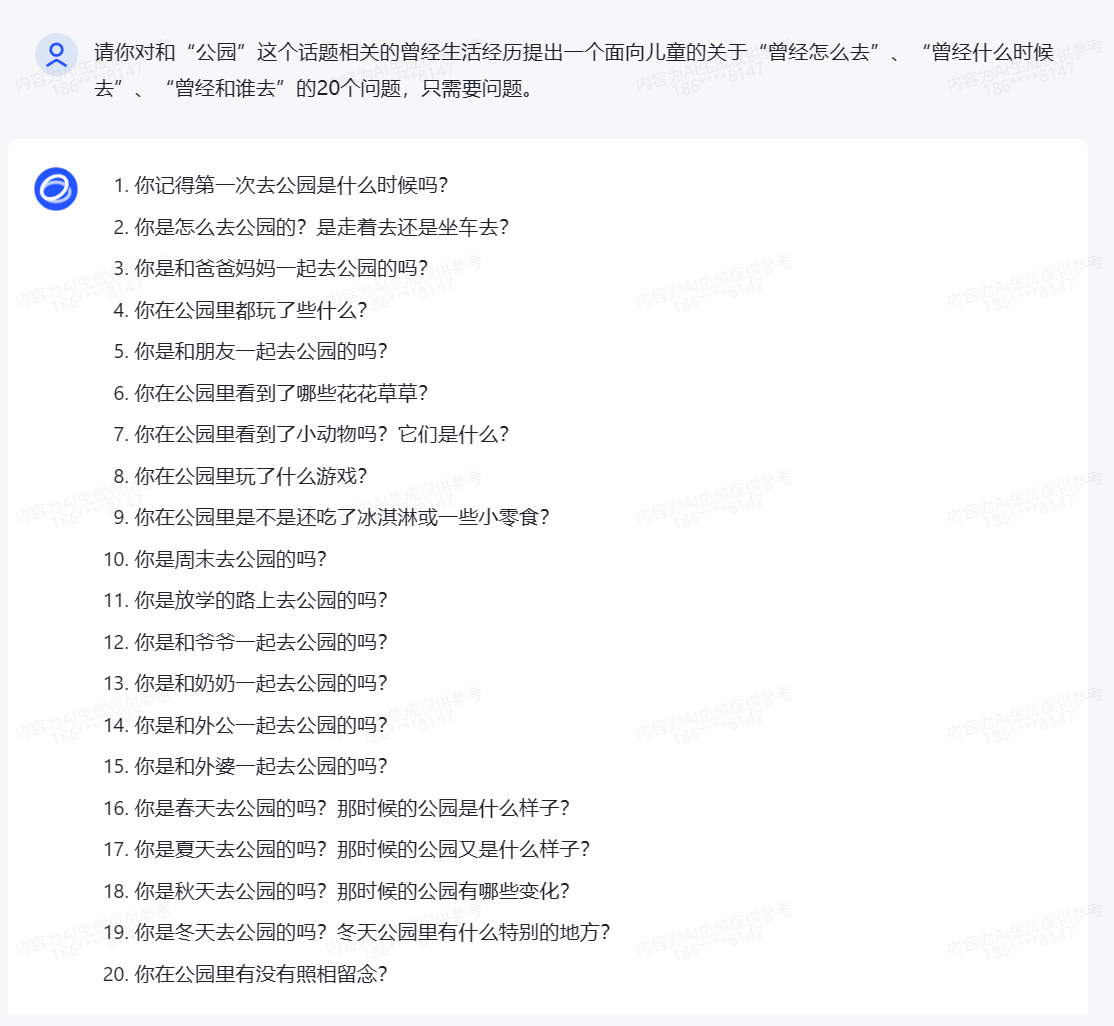 请你对和“公园”这个话题相关的曾经生活经历提出一个面向儿童的关于“曾经怎么去”、“曾经什么时候
去”、“曾经和谁去”的20个问题，只需要问题。
1. 你记得第一次去公园是什么时候吗？
2. 你是怎么去公园的？是走着去还是坐车去？
3. 你是和爸爸妈妈一起去公园的吗？
4. 你在公园里都玩了些什么？
5. 你是和朋友一起去公园的吗？
6. 你在公园里看到了哪些花花草草？
7. 你在公园里看到了小动物吗？它们是什么？
8. 你在公园里玩了什么游戏？
9. 你在公园里是不是还吃了冰淇淋或一些小零食？
10. 你是周末去公园的吗？
11. 你是放学的路上去公园的吗？
12. 你是和爷爷一起去公园的吗？
13. 你是和奶奶一起去公园的吗？
14. 你是和外公一起去公园的吗？
15. 你是和外婆一起去公园的吗？
16. 你是春天去公园的吗？那时候的公园是什么样子？
17. 你是夏天去公园的吗？那时候的公园又是什么样子？
18. 你是秋天去公园的吗？那时候的公园有哪些变化？
19. 你是冬天去公园的吗？冬天公园里有什么特别的地方？
20. 你在公园里有没有照相留念？
内容为AI生成仅供参考
186****8147